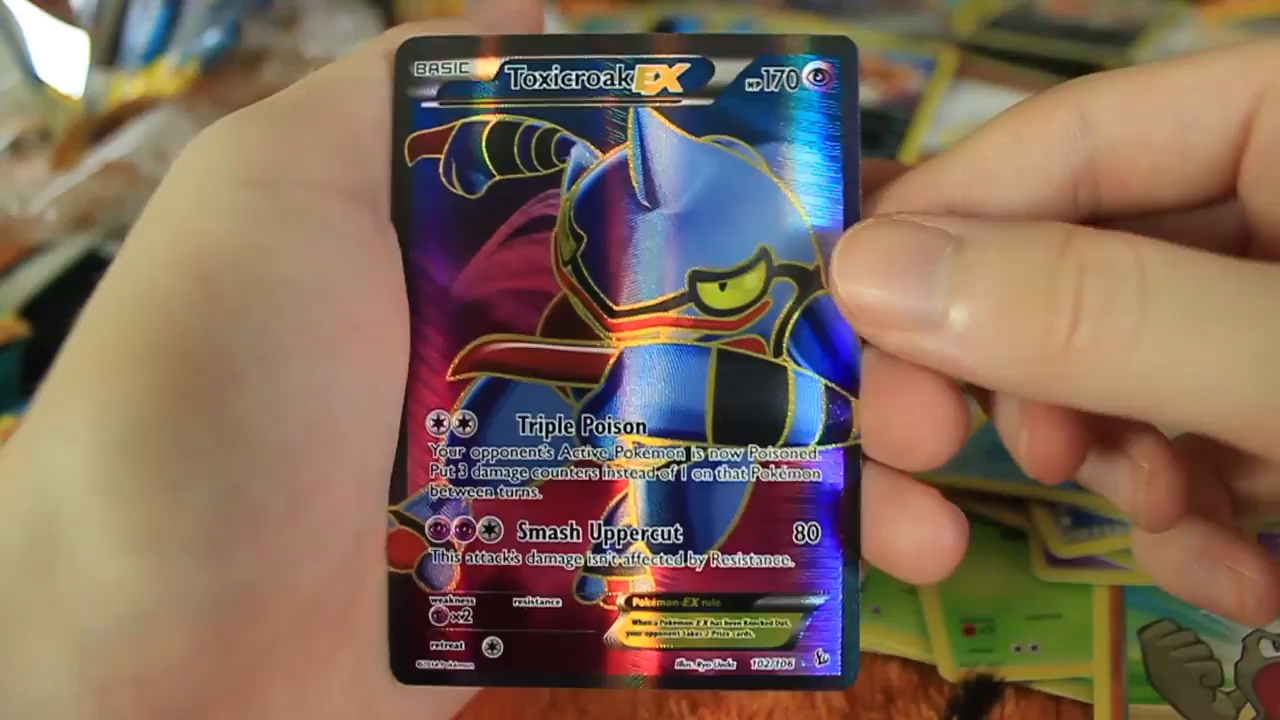 BASIC Toxicroak EX HP170
Triple Poison
Your opponent's Active Pokémon is now Poisoned.
Put 3 damage counters instead of 1 on that Pokémon
between turns.
Smash Uppercut 80
This attack's damage isn't affected by Resistance.
weakness resistance
×2
Pokémon-EX rule
When a Pokémon-EX has been Knocked Out,
your opponent takes 2 Prize cards.
retreat
©2014 Pokémon Illus. Ryo Ueda 102/106